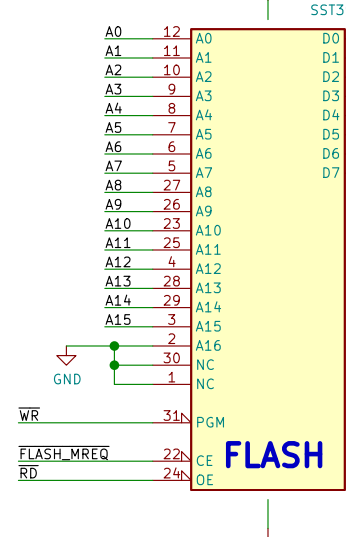 SST3
A0 12 A0 D0
A1 11 A1 D1
A2 10 A2 D2
A3 9 A3 D3
A4 8 A4 D4
A5 7 A5 D5
A6 6 A6 D6
A7 5 A7 D7
A8 27 A8
A9 26 A9
A10 23 A10
A11 25 A11
A12 4 A12
A13 28 A13
A14 29 A14
A15 3 A15
2 A16
30 NC
GND
1 NC
WR 31 PGM
FLASH
FLASH_MREQ 22 CE
RD 24 OE